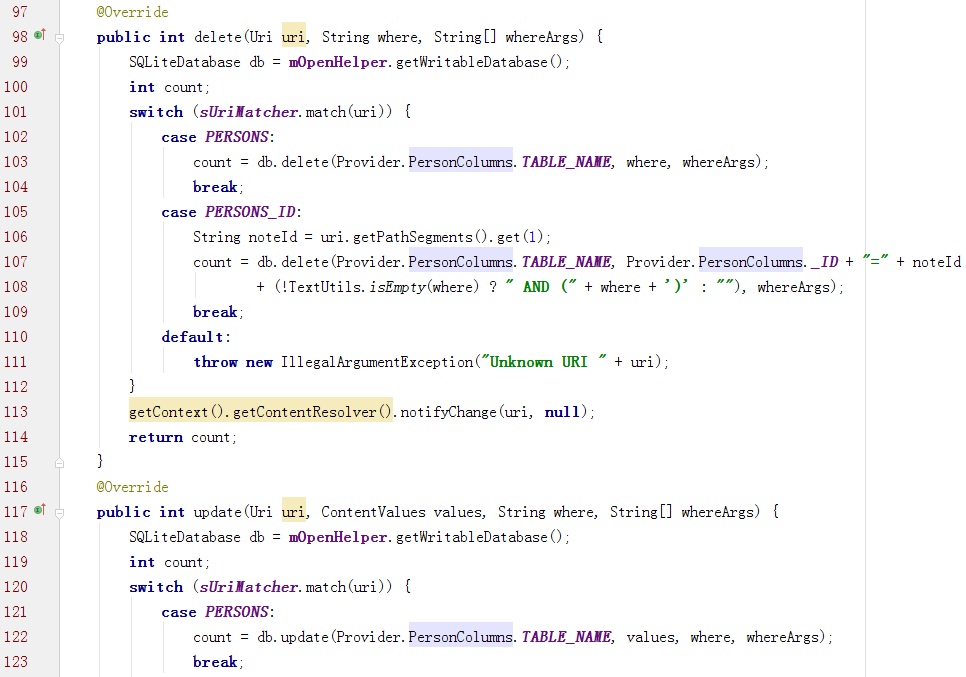 97 @Override
98 public int delete(Uri uri, String where, String[] whereArgs) {
99 SQLiteDatabase db = mOpenHelper.getWritableDatabase();
100 int count;
101 switch (sUriMatcher.match(uri)) {
102 case PERSONS:
103 count = db.delete(Provider.PersonColumns.TABLE_NAME, where, whereArgs);
104 break;
105 case PERSONS_ID:
106 String noteId = uri.getPathSegments().get(1);
107 count = db.delete(Provider.PersonColumns.TABLE_NAME, Provider.PersonColumns._ID + "=" + noteId
108 + (!TextUtils.isEmpty(where) ? " AND (" + where + ')' : ""), whereArgs);
109 break;
110 default:
111 throw new IllegalArgumentException("Unknown URI " + uri);
112 }
113 getContext().getContentResolver().notifyChange(uri, null);
114 return count;
115 }
116 @Override
117 public int update(Uri uri, ContentValues values, String where, String[] whereArgs) {
118 SQLiteDatabase db = mOpenHelper.getWritableDatabase();
119 int count;
120 switch (sUriMatcher.match(uri)) {
121 case PERSONS:
122 count = db.update(Provider.PersonColumns.TABLE_NAME, values, where, whereArgs);
123 break;